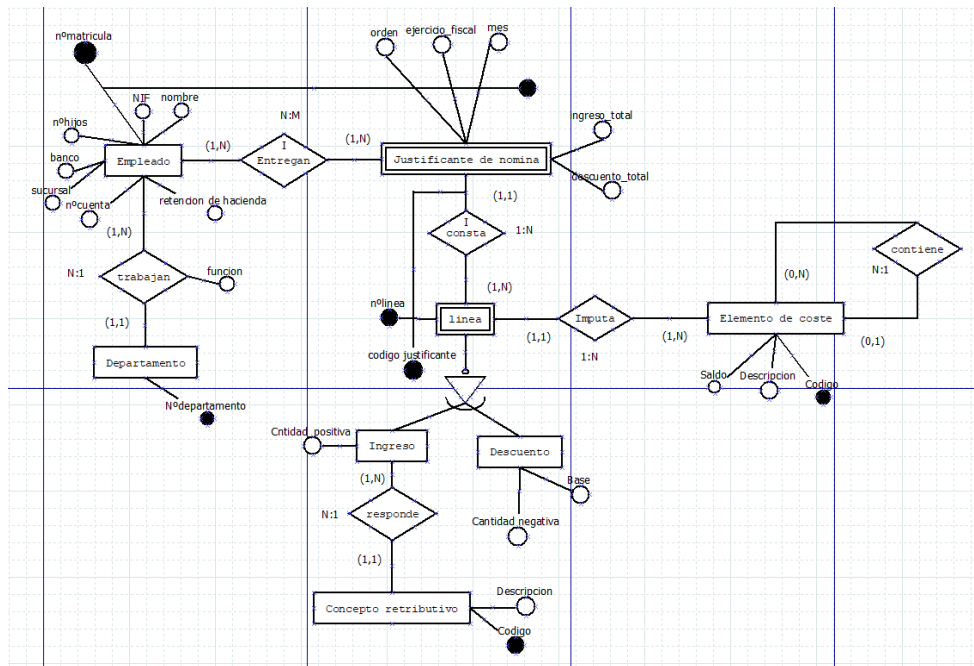 orden
ejercicio_fiscal
mes
nºmatricula
NIF
nombre
N:M
ingreso_total
nºhijos
(1,N)
I
Entregan
(1,N)
Empleado
Justificante de nomina
banco
descuento_total
sucursal
nºcuenta
retencion de hacienda
(1,1)
(1,N)
I
consta
1:N
contiene
N:1
N:1
trabajan
funcion
(0,N)
(1,N)
nºlinea
(1,1)
linea
(1,1)
Imputa
(1,N)
Elemento de coste
(0,1)
codigo justificante
1:N
Departamento
Saldo
Descripcion
Codigo
Nºdepartamento
Cntidad_positiva
Ingreso
Descuento
(1,N)
Base
N:1
responde
Cantidad negativa
(1,1)
Descripcion
Concepto retributivo
Codigo